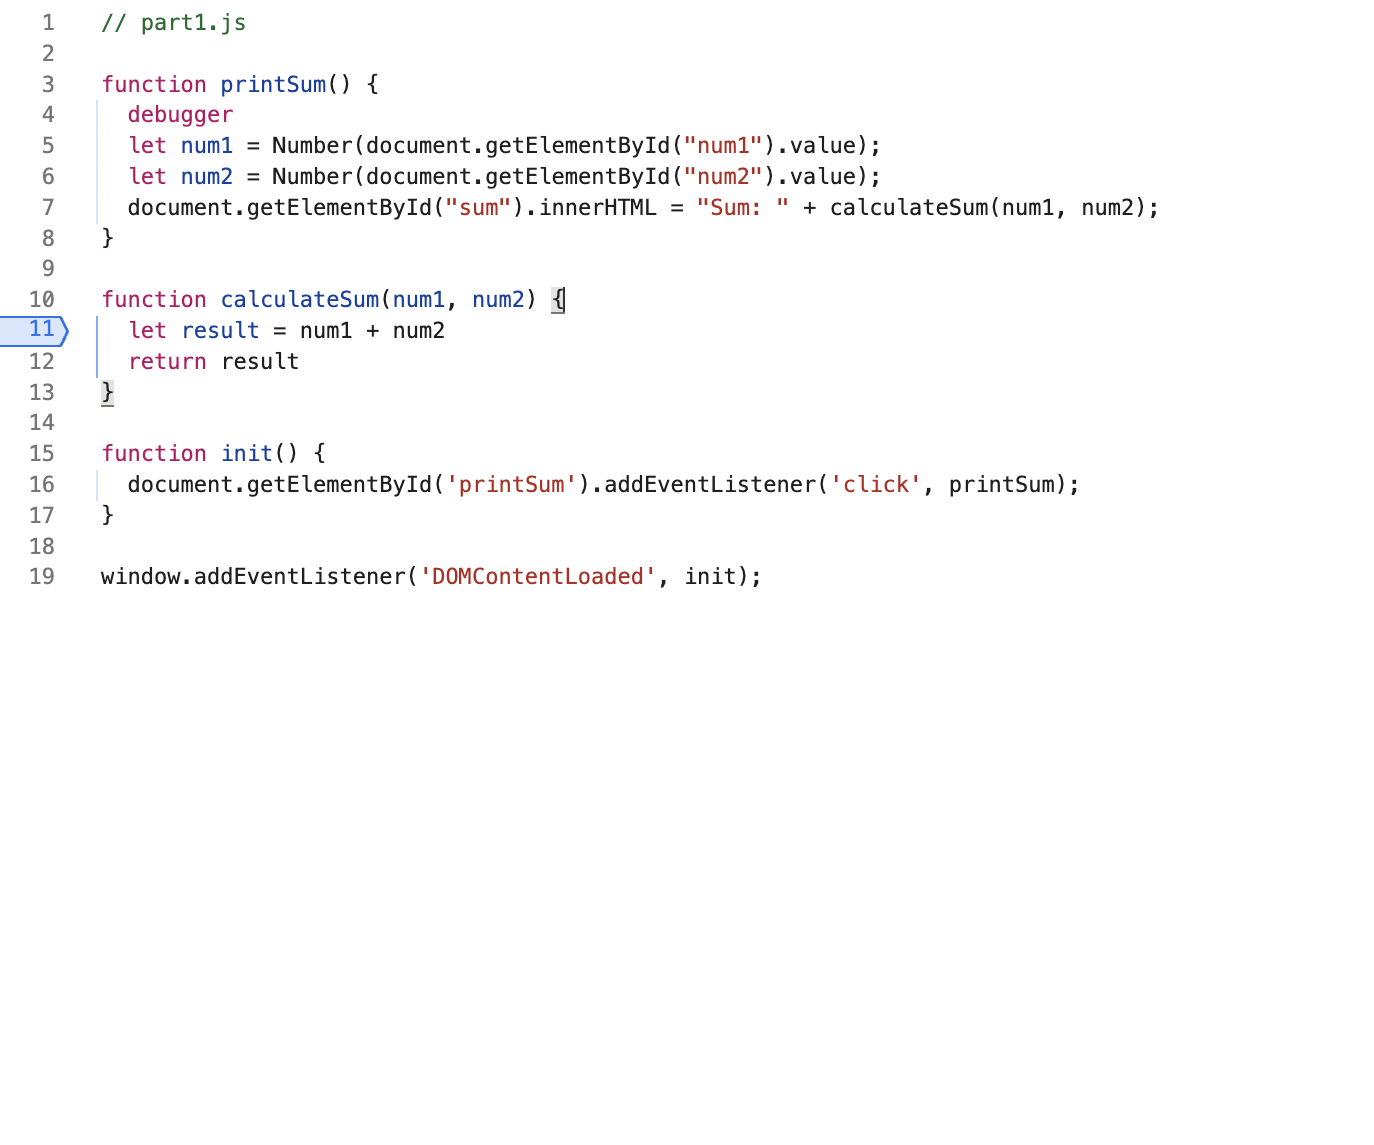 1 // part1.js
2
3 function printSum() {
4   debugger
5   let num1 = Number(document.getElementById("num1").value);
6   let num2 = Number(document.getElementById("num2").value);
7   document.getElementById("sum").innerHTML = "Sum: " + calculateSum(num1, num2);
8 }
9
10 function calculateSum(num1, num2) {
11   let result = num1 + num2
12   return result
13 }
14
15 function init() {
16   document.getElementById('printSum').addEventListener('click', printSum);
17 }
18
19 window.addEventListener('DOMContentLoaded', init);